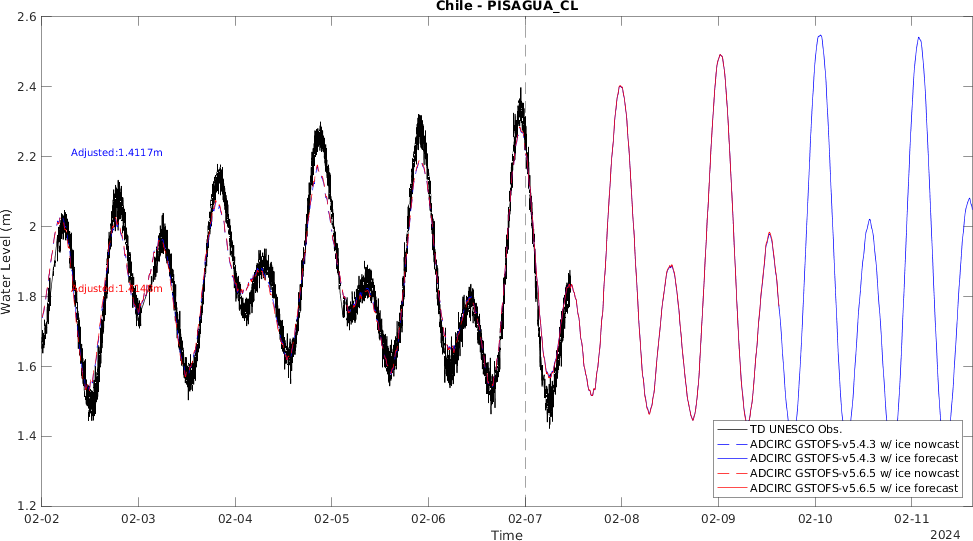 Chile - PISAGUA_CL
2.6
2.4
2.2
2
1.8
1.6
1.4
1.2
Water Level (m)
Adjusted:1.4117m
TD UNESCO Obs.
ADCIRC GSTOFS-v5.4.3 w/ ice nowcast
ADCIRC GSTOFS-v5.4.3 w/ ice forecast
ADCIRC GSTOFS-v5.6.5 w/ ice nowcast
ADCIRC GSTOFS-v5.6.5 w/ ice forecast
02-02 02-03 02-04 02-05 02-06 02-07 02-08 02-09 02-10 02-11
Time
2024